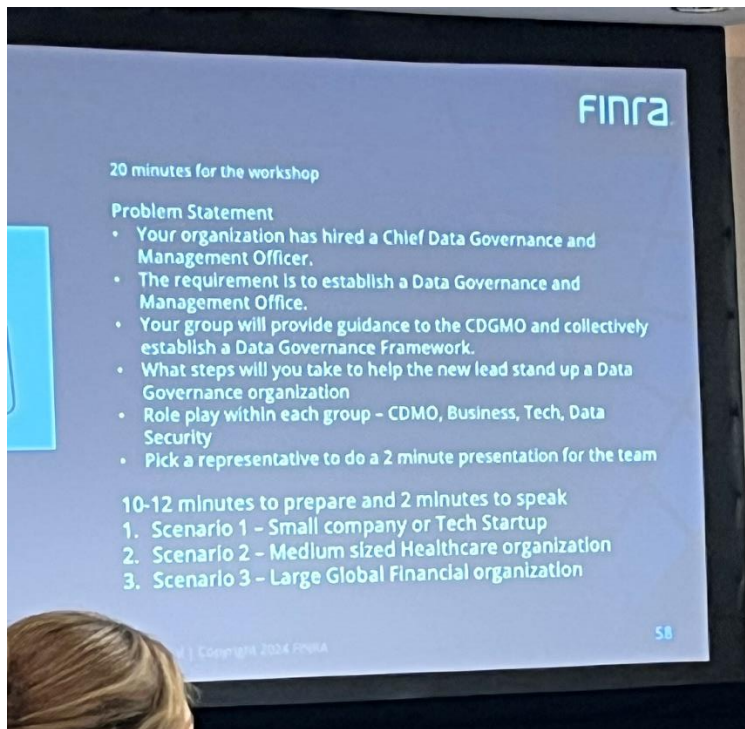 FINra
20 minutes for the workshop
Problem Statement
• Your organization has hired a Chief Data Governance and
Management Officer.
• The requirement is to establish a Data Governance and
Management Office.
• Your group will provide guidance to the CDGMO and collectively
establish a Data Governance Framework.
• What steps will you take to help the new lead stand up a Data
Governance organization
• Role play within each group – CDMO, Business, Tech, Data
Security
• Pick a representative to do a 2 minute presentation for the team
10-12 minutes to prepare and 2 minutes to speak
1. Scenario 1 – Small company or Tech Startup
2. Scenario 2 – Medium sized Healthcare organization
3. Scenario 3 – Large Global Financial organization
| Copyright 2024 FINRA
58